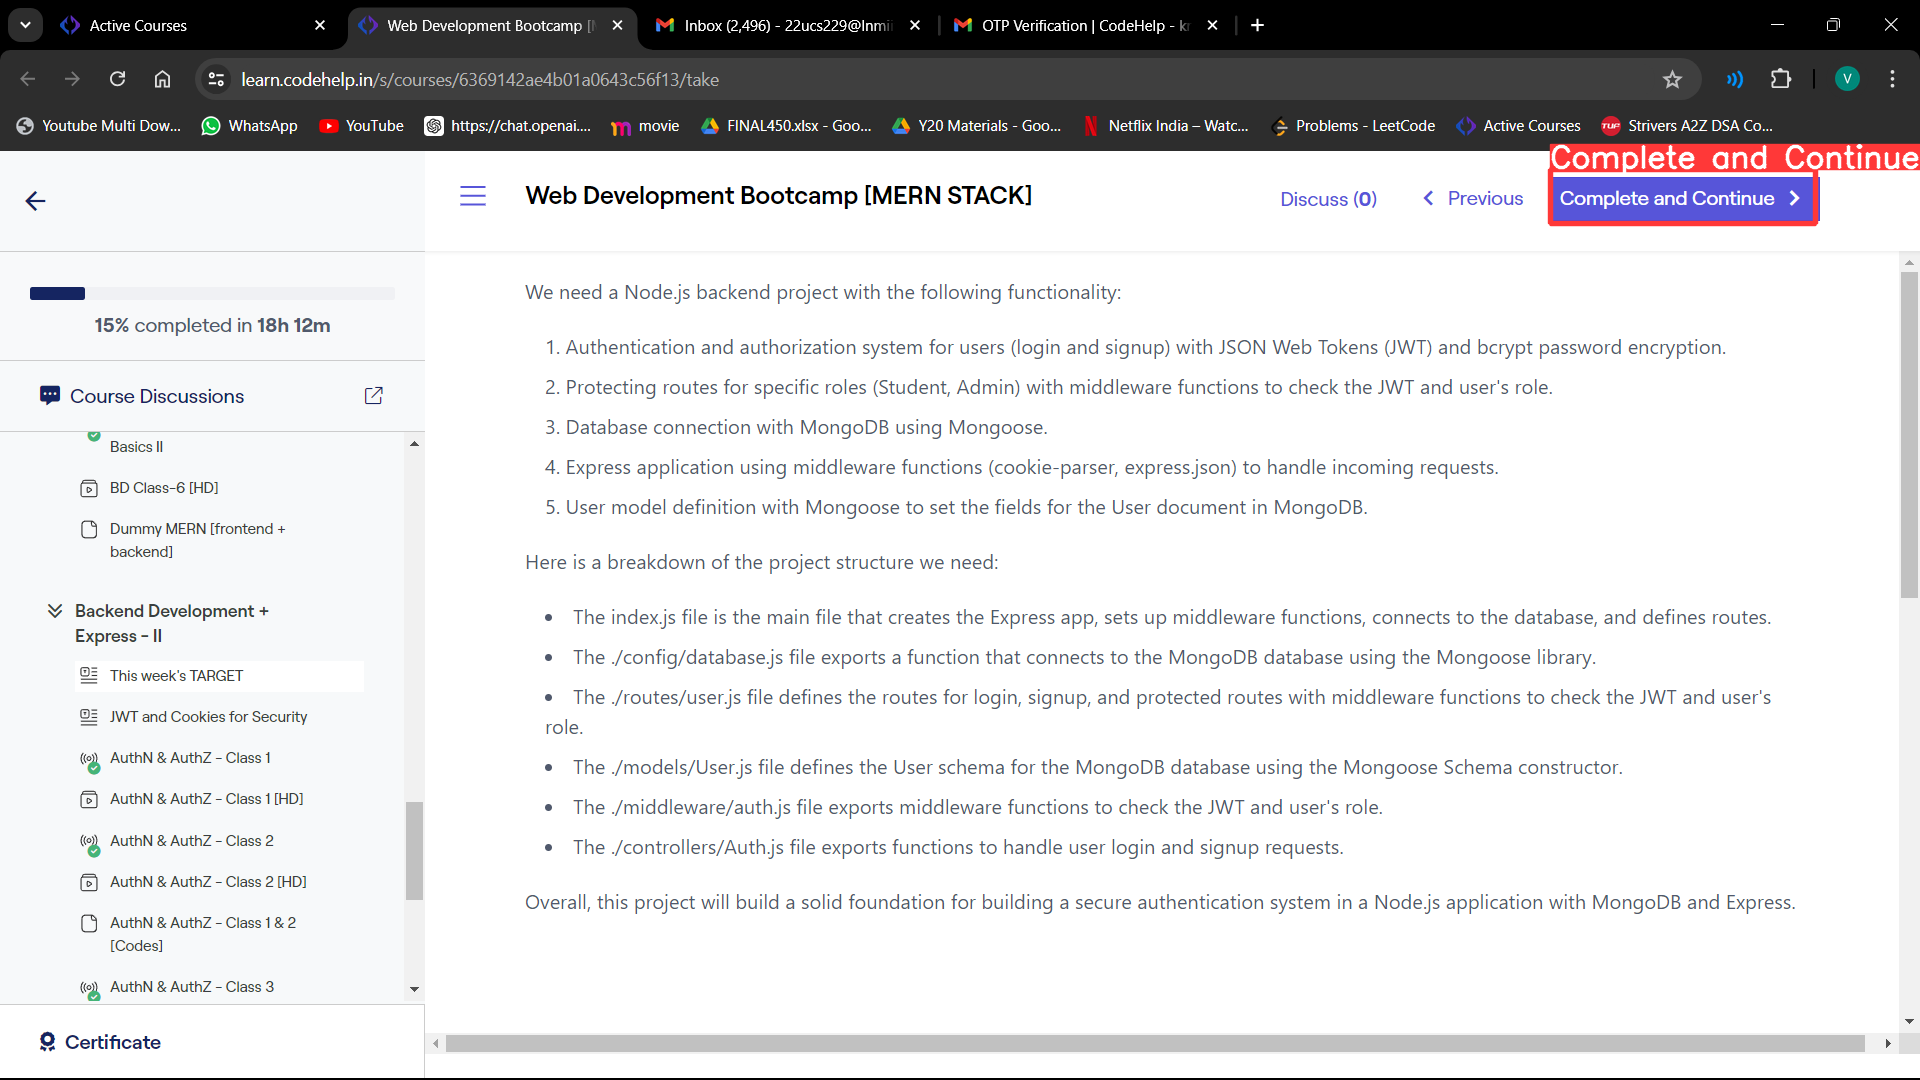 Active Courses
Web Development Bootcamp [
Inbox (2,496) - 22ucs229@lnmii
OTP Verification | CodeHelp - k
learn.codehelp.in/s/courses/6369142ae4b01a0643c56f13/take
V
Youtube Multi Dow...
WhatsApp
YouTube
https://chat.openai....
movie
FINAL450.xlsx - Goo...
Y20 Materials - Goo...
Netflix India – Watc...
Problems - LeetCode
Active Courses
TUF
Strivers A2Z DSA Co...
Complete and Continue
Web Development Bootcamp [MERN STACK]
Discuss (0)
Previous
Complete and Continue
15% completed in 18h 12m
Course Discussions
Basics II
BD Class-6 [HD]
Dummy MERN [frontend +
backend]
Backend Development +
Express - II
This week's TARGET
JWT and Cookies for Security
AuthN & AuthZ - Class 1
AuthN & AuthZ - Class 1 [HD]
AuthN & AuthZ - Class 2
AuthN & AuthZ - Class 2 [HD]
AuthN & AuthZ - Class 1 & 2
[Codes]
AuthN & AuthZ - Class 3
Certificate
We need a Node.js backend project with the following functionality:
1. Authentication and authorization system for users (login and signup) with JSON Web Tokens (JWT) and bcrypt password encryption.
2. Protecting routes for specific roles (Student, Admin) with middleware functions to check the JWT and user's role.
3. Database connection with MongoDB using Mongoose.
4. Express application using middleware functions (cookie-parser, express.json) to handle incoming requests.
5. User model definition with Mongoose to set the fields for the User document in MongoDB.
Here is a breakdown of the project structure we need:
• The index.js file is the main file that creates the Express app, sets up middleware functions, connects to the database, and defines routes.
• The ./config/database.js file exports a function that connects to the MongoDB database using the Mongoose library.
• The ./routes/user.js file defines the routes for login, signup, and protected routes with middleware functions to check the JWT and user's
role.
• The ./models/User.js file defines the User schema for the MongoDB database using the Mongoose Schema constructor.
• The ./middleware/auth.js file exports middleware functions to check the JWT and user's role.
• The ./controllers/Auth.js file exports functions to handle user login and signup requests.
Overall, this project will build a solid foundation for building a secure authentication system in a Node.js application with MongoDB and Express.